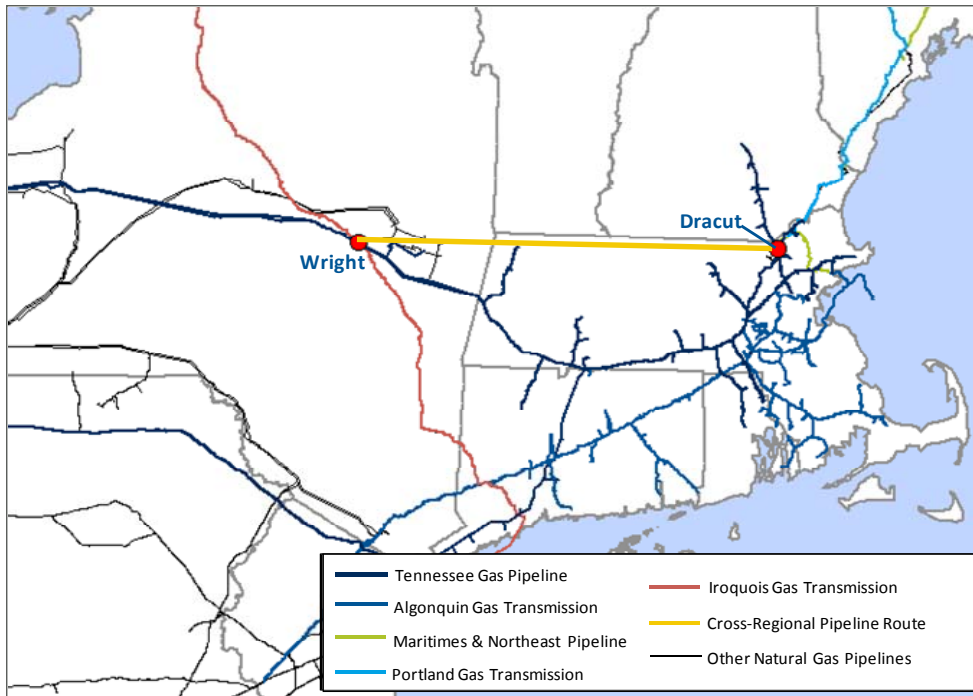 Dracut
Wright
Tennessee Gas Pipeline
Algonquin Gas Transmission
Maritimes & Northeast Pipeline
Portland Gas Transmission
Iroquois Gas Transmission
Cross-Regional Pipeline Route
Other Natural Gas Pipelines